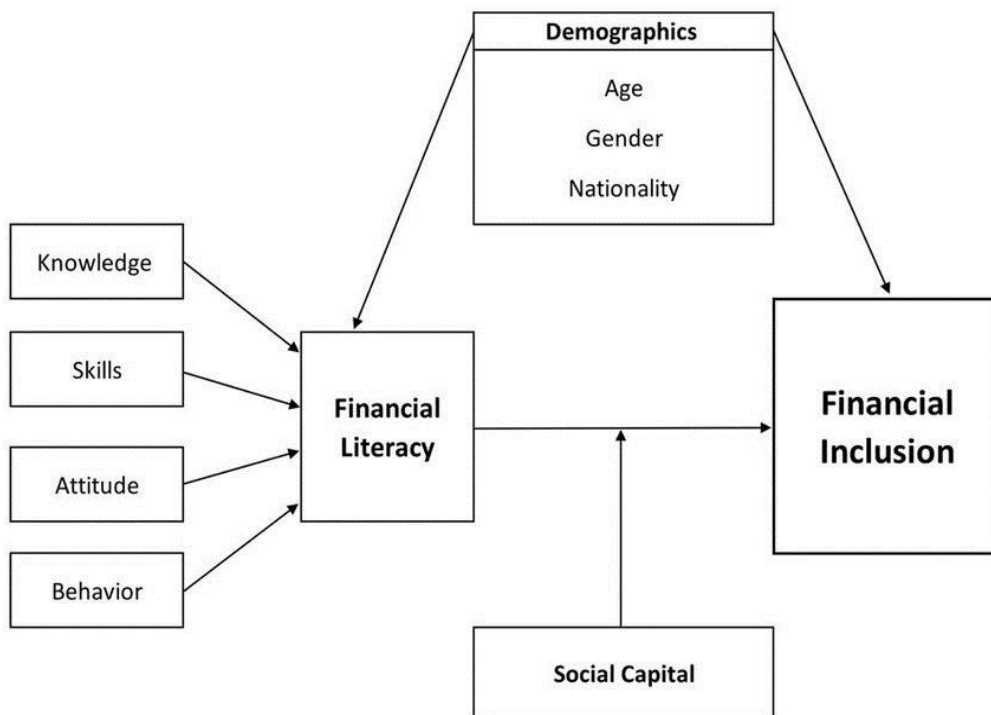 Demographics
Age
Gender
Nationality
Knowledge
Skills
Attitude
Behavior
Financial
Literacy
Financial
Inclusion
Social Capital